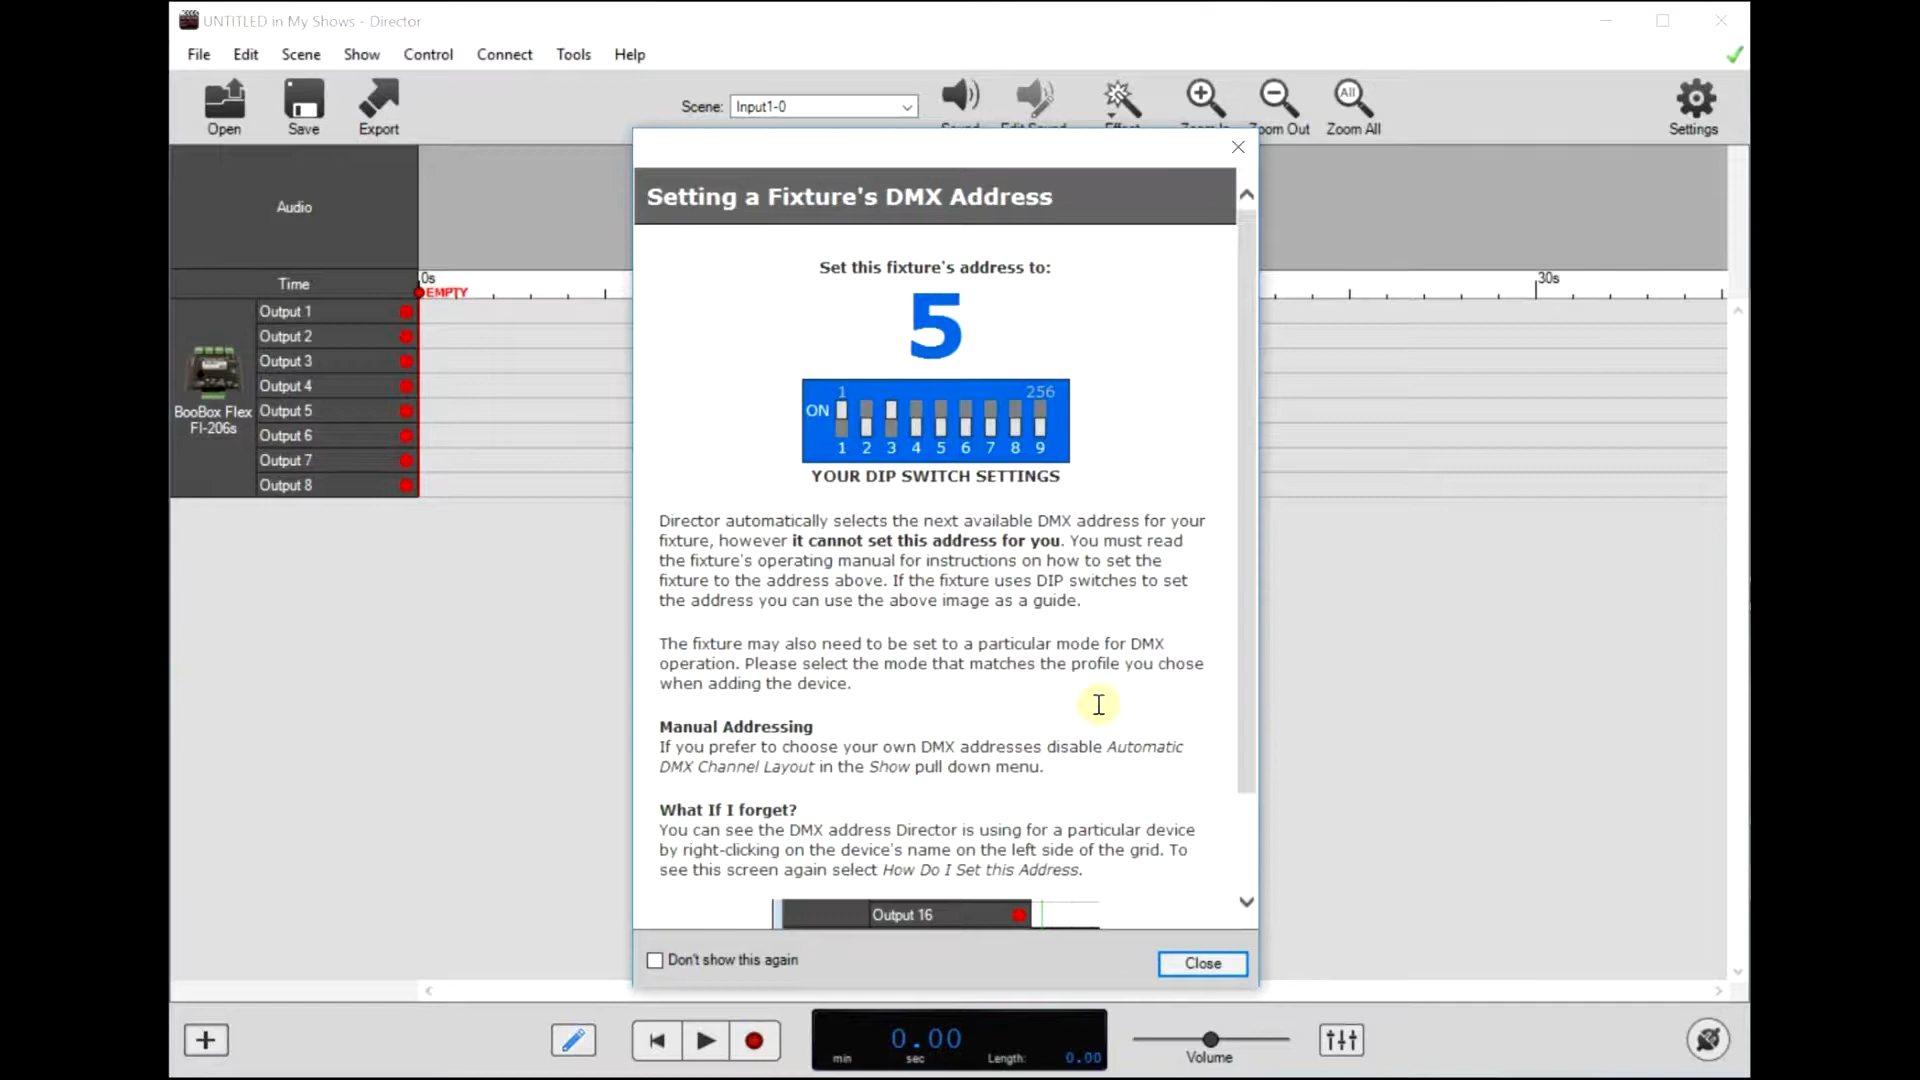 UNTITLED in My Shows - Director
File Edit Scene Show Control Connect Tools Help
Open Save Export Scene: Input1-0 Sound Edit Sound Effect Zoom In Zoom Out All Zoom All Settings
Audio
Time 0s 30s
EMPTY
Output 1
Output 2
Output 3
Output 4
BooBox Flex
FI-206s
Output 5
Output 6
Output 7
Output 8
Setting a Fixture's DMX Address
Set this fixture's address to:
5
1 256
ON
1 2 3 4 5 6 7 8 9
YOUR DIP SWITCH SETTINGS
Director automatically selects the next available DMX address for your
fixture, however it cannot set this address for you. You must read
the fixture's operating manual for instructions on how to set the
fixture to the address above. If the fixture uses DIP switches to set
the address you can use the above image as a guide.
The fixture may also need to be set to a particular mode for DMX
operation. Please select the mode that matches the profile you chose
when adding the device.
Manual Addressing
If you prefer to choose your own DMX addresses disable Automatic
DMX Channel Layout in the Show pull down menu.
What If I forget?
You can see the DMX address Director is using for a particular device
by right-clicking on the device's name on the left side of the grid. To
see this screen again select How Do I Set this Address.
Output 16
Don't show this again
Close
0.00
min sec Length: 0.00
Volume